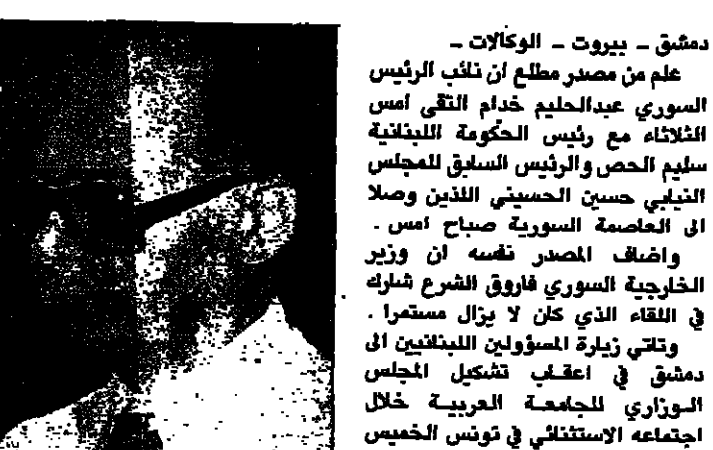 دمشق ـ بيروت ـ الوكالات ـ
علم من مصدر مطلع ان نائب الرئيس
السوري عبدالحليم خدام التقى امس
الثلاثاء مع رئيس الحكومة اللبنانية
سليم الحص والرئيس السابق للمجلس
النيابي حسين الحسيني اللذين وصلا
الى العاصمة السورية صباح امس .
واضاف المصدر نفسه ان وزير
الخارجية السوري فاروق الشرع شارك
في اللقاء الذي كان لا يزال مستمرا .
وتاتي زيارة المسؤولين اللبنانيين الى
دمشق في اعقاب تشكيل المجلس
الوزاري للجامعة العربية خلال
اجتماعه الاستثنائي في تونس الخميس